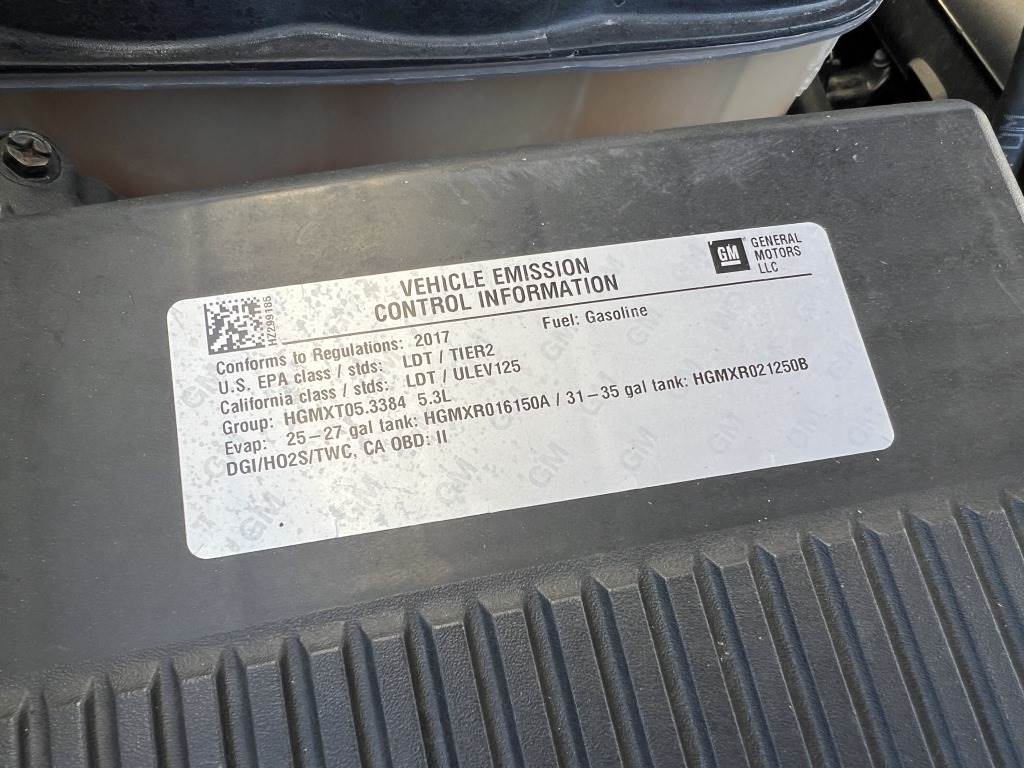 VEHICLE EMISSION
CONTROL INFORMATION
GM
GENERAL
MOTORS
LLC
HZ299185
Conforms to Regulations: 2017 Fuel: Gasoline
U.S. EPA class / stds: LDT / TIER2
California class / stds: LDT / ULEV125
Group: HGMXT05.3384 5.3L
Evap: 25–27 gal tank: HGMXR016150A / 31–35 gal tank: HGMXR021250B
DGI/HO2S/TWC, CA OBD: II